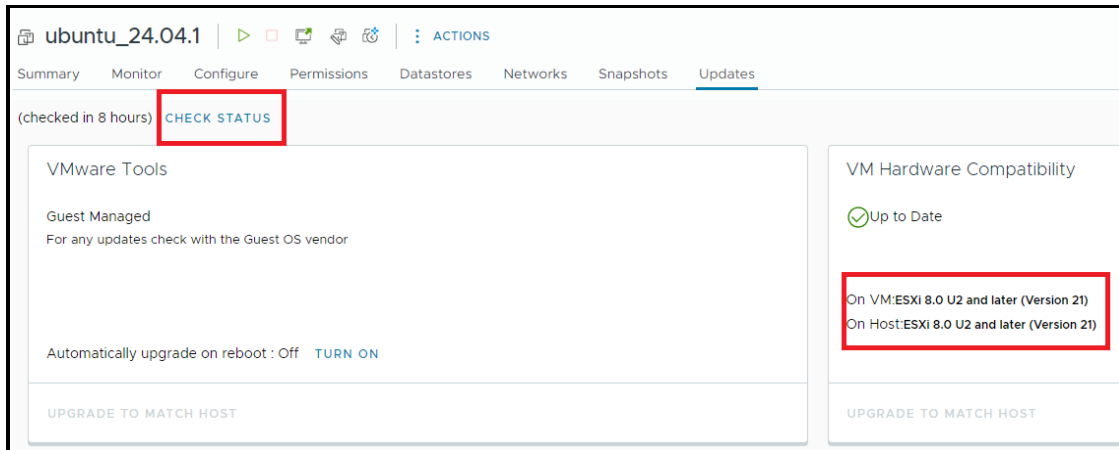 ubuntu_24.04.1 ACTIONS
Summary Monitor Configure Permissions Datastores Networks Snapshots Updates
(checked in 8 hours) CHECK STATUS
VMware Tools
Guest Managed
For any updates check with the Guest OS vendor
Automatically upgrade on reboot : Off TURN ON
UPGRADE TO MATCH HOST
VM Hardware Compatibility
Up to Date
On VM:ESXi 8.0 U2 and later (Version 21)
On Host:ESXi 8.0 U2 and later (Version 21)
UPGRADE TO MATCH HOST